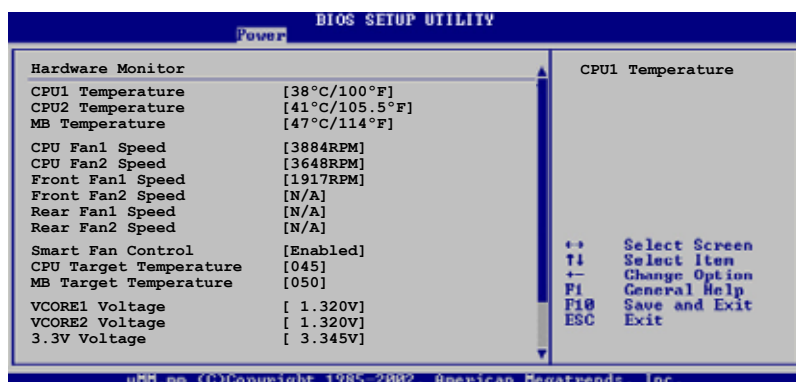 BIOS SETUP UTILITY
Power
Hardware Monitor
CPU1 Temperature [38°C/100°F]
CPU2 Temperature [41°C/105.5°F]
MB Temperature [47°C/114°F]
CPU Fan1 Speed [3884RPM]
CPU Fan2 Speed [3648RPM]
Front Fan1 Speed [1917RPM]
Front Fan2 Speed [N/A]
Rear Fan1 Speed [N/A]
Rear Fan2 Speed [N/A]
Smart Fan Control [Enabled]
CPU Target Temperature [045]
MB Target Temperature [050]
VCORE1 Voltage [ 1.320V]
VCORE2 Voltage [ 1.320V]
3.3V Voltage [ 3.345V]
CPU1 Temperature
↔ Select Screen
↑↓ Select Item
+- Change Option
F1 General Help
F10 Save and Exit
ESC Exit
(C)Copyright 1985-2002, American Megatrends, Inc